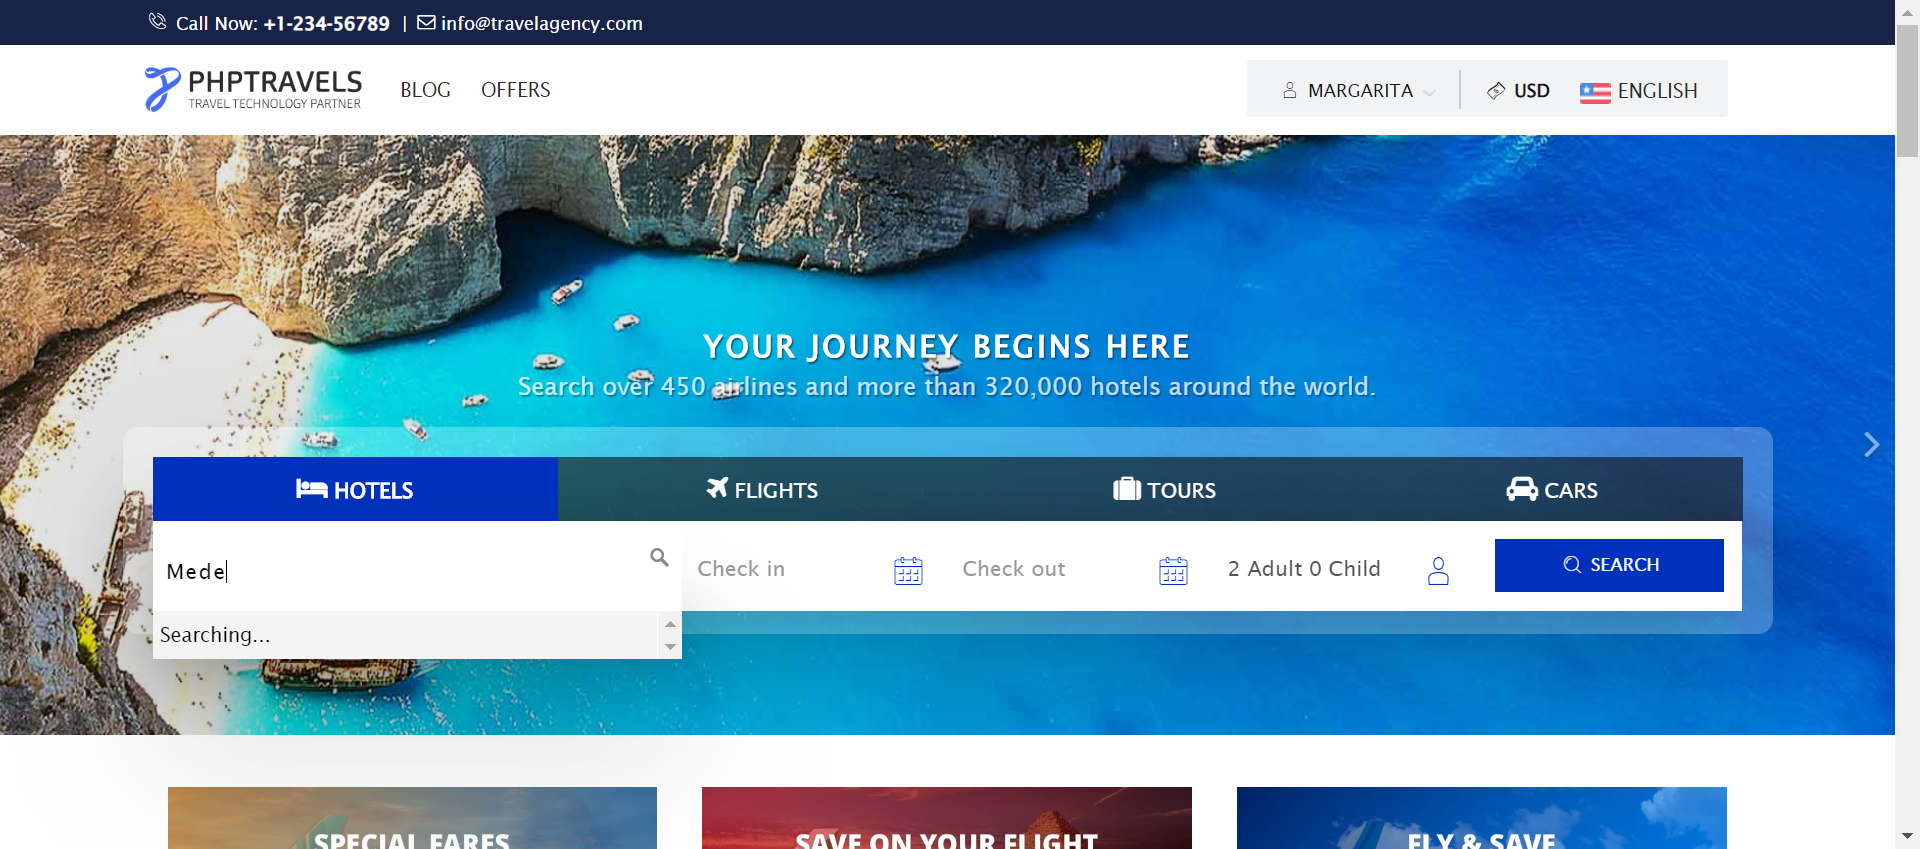 Call Now: +1-234-56789 | info@travelagency.com
PHPTRAVELS
TRAVEL TECHNOLOGY PARTNER
BLOG OFFERS
MARGARITA USD ENGLISH
YOUR JOURNEY BEGINS HERE
Search over 450 airlines and more than 320,000 hotels around the world.
HOTELS FLIGHTS TOURS CARS
Mede Check in Check out 2 Adult 0 Child SEARCH
Searching...
SPECIAL FARES SAVE ON YOUR FLIGHT FLY & SAVE